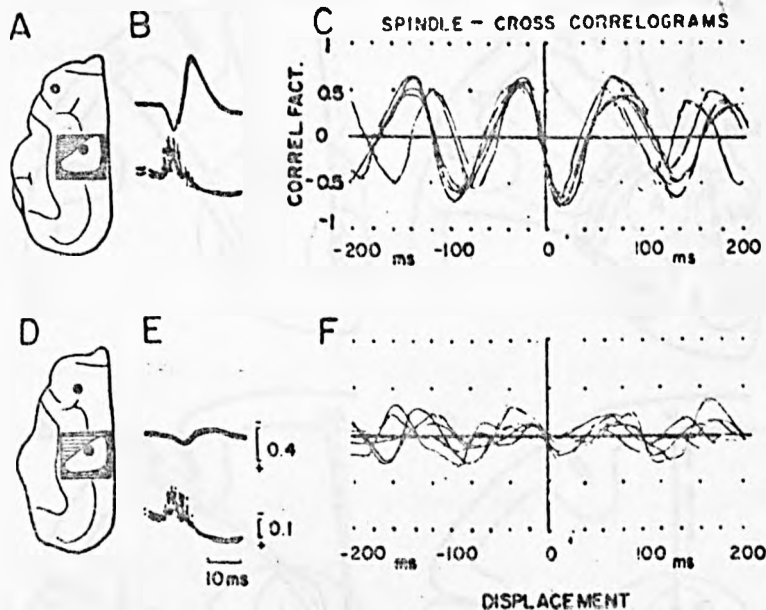 A
B
C
SPINDLE - CROSS CORRELOGRAMS
CORREL FACT.
1
0.5
0
-0.5
-1
-200
ms
-100
0
100
ms
200
D
E
F
- 0.4
+
- 0.1
+
10ms
-200
ms
-100
0
100
ms
200
DISPLACEMENT